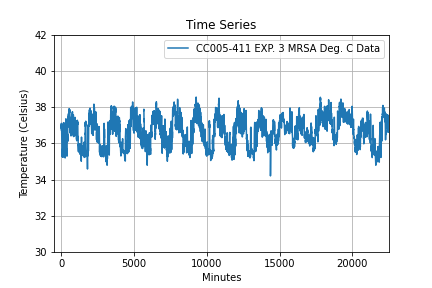 Time Series
CC005-411 EXP. 3 MRSA Deg. C Data
Temperature (Celsius)
42
40
38
36
34
32
30
0 5000 10000 15000 20000
Minutes